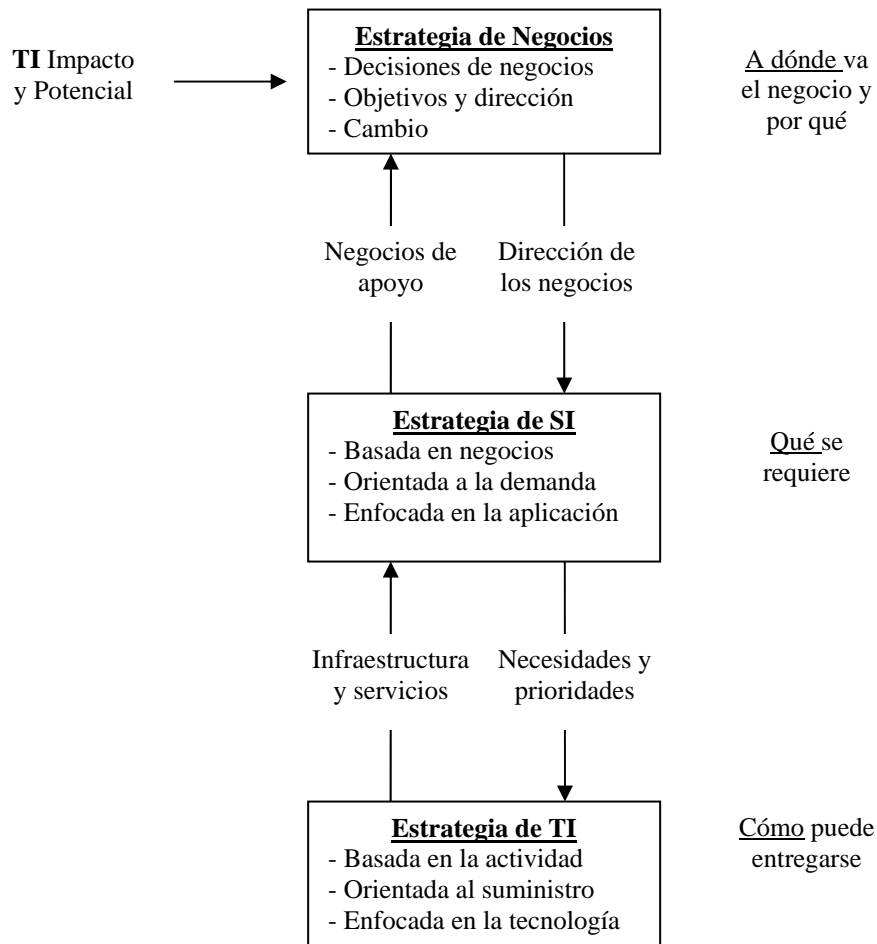 TI Impacto
y Potencial
Estrategia de Negocios
- Decisiones de negocios
- Objetivos y dirección
- Cambio
A dónde va
el negocio y
por qué
Negocios de
apoyo
Dirección de
los negocios
Estrategia de SI
- Basada en negocios
- Orientada a la demanda
- Enfocada en la aplicación
Qué se
requiere
Infraestructura
y servicios
Necesidades y
prioridades
Estrategia de TI
- Basada en la actividad
- Orientada al suministro
- Enfocada en la tecnología
Cómo puede
entregarse